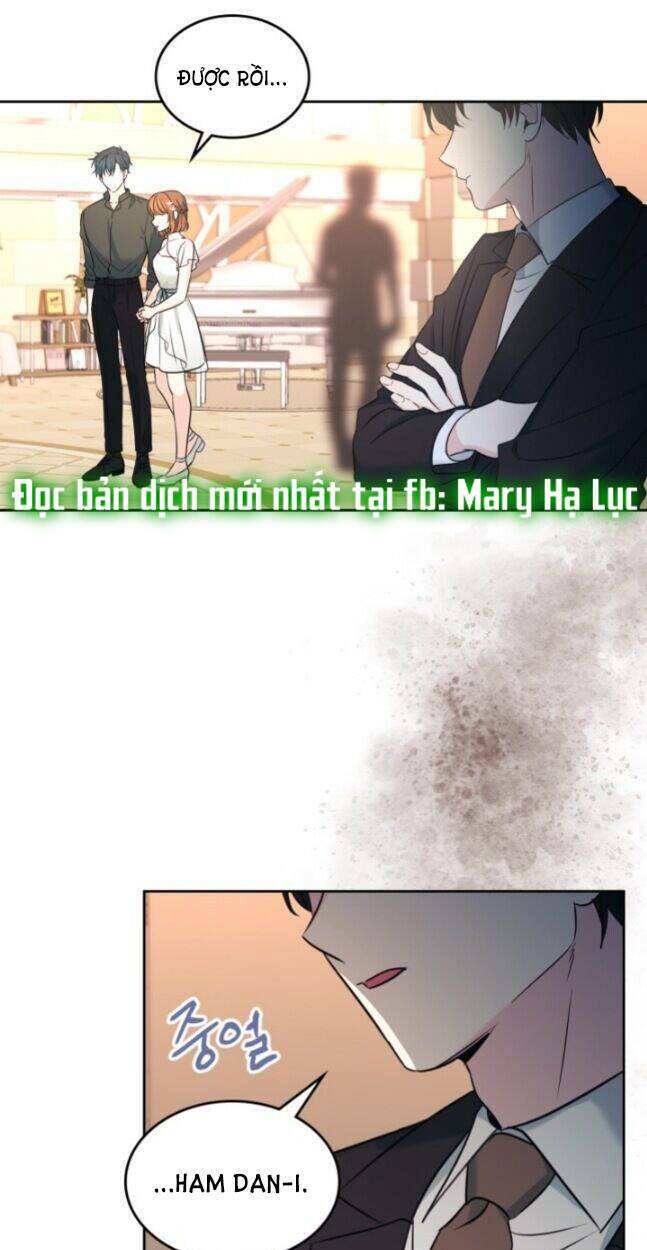 ĐƯỢC RỒI...
Đọc bản dịch mới nhất tại fb: Mary Hạ Lục
중얼
...HAM DAN-I.